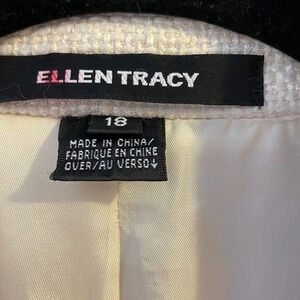 ELLEN TRACY
18
MADE IN CHINA/
FABRIQUE EN CHINE
OVER/AU VERSO↓